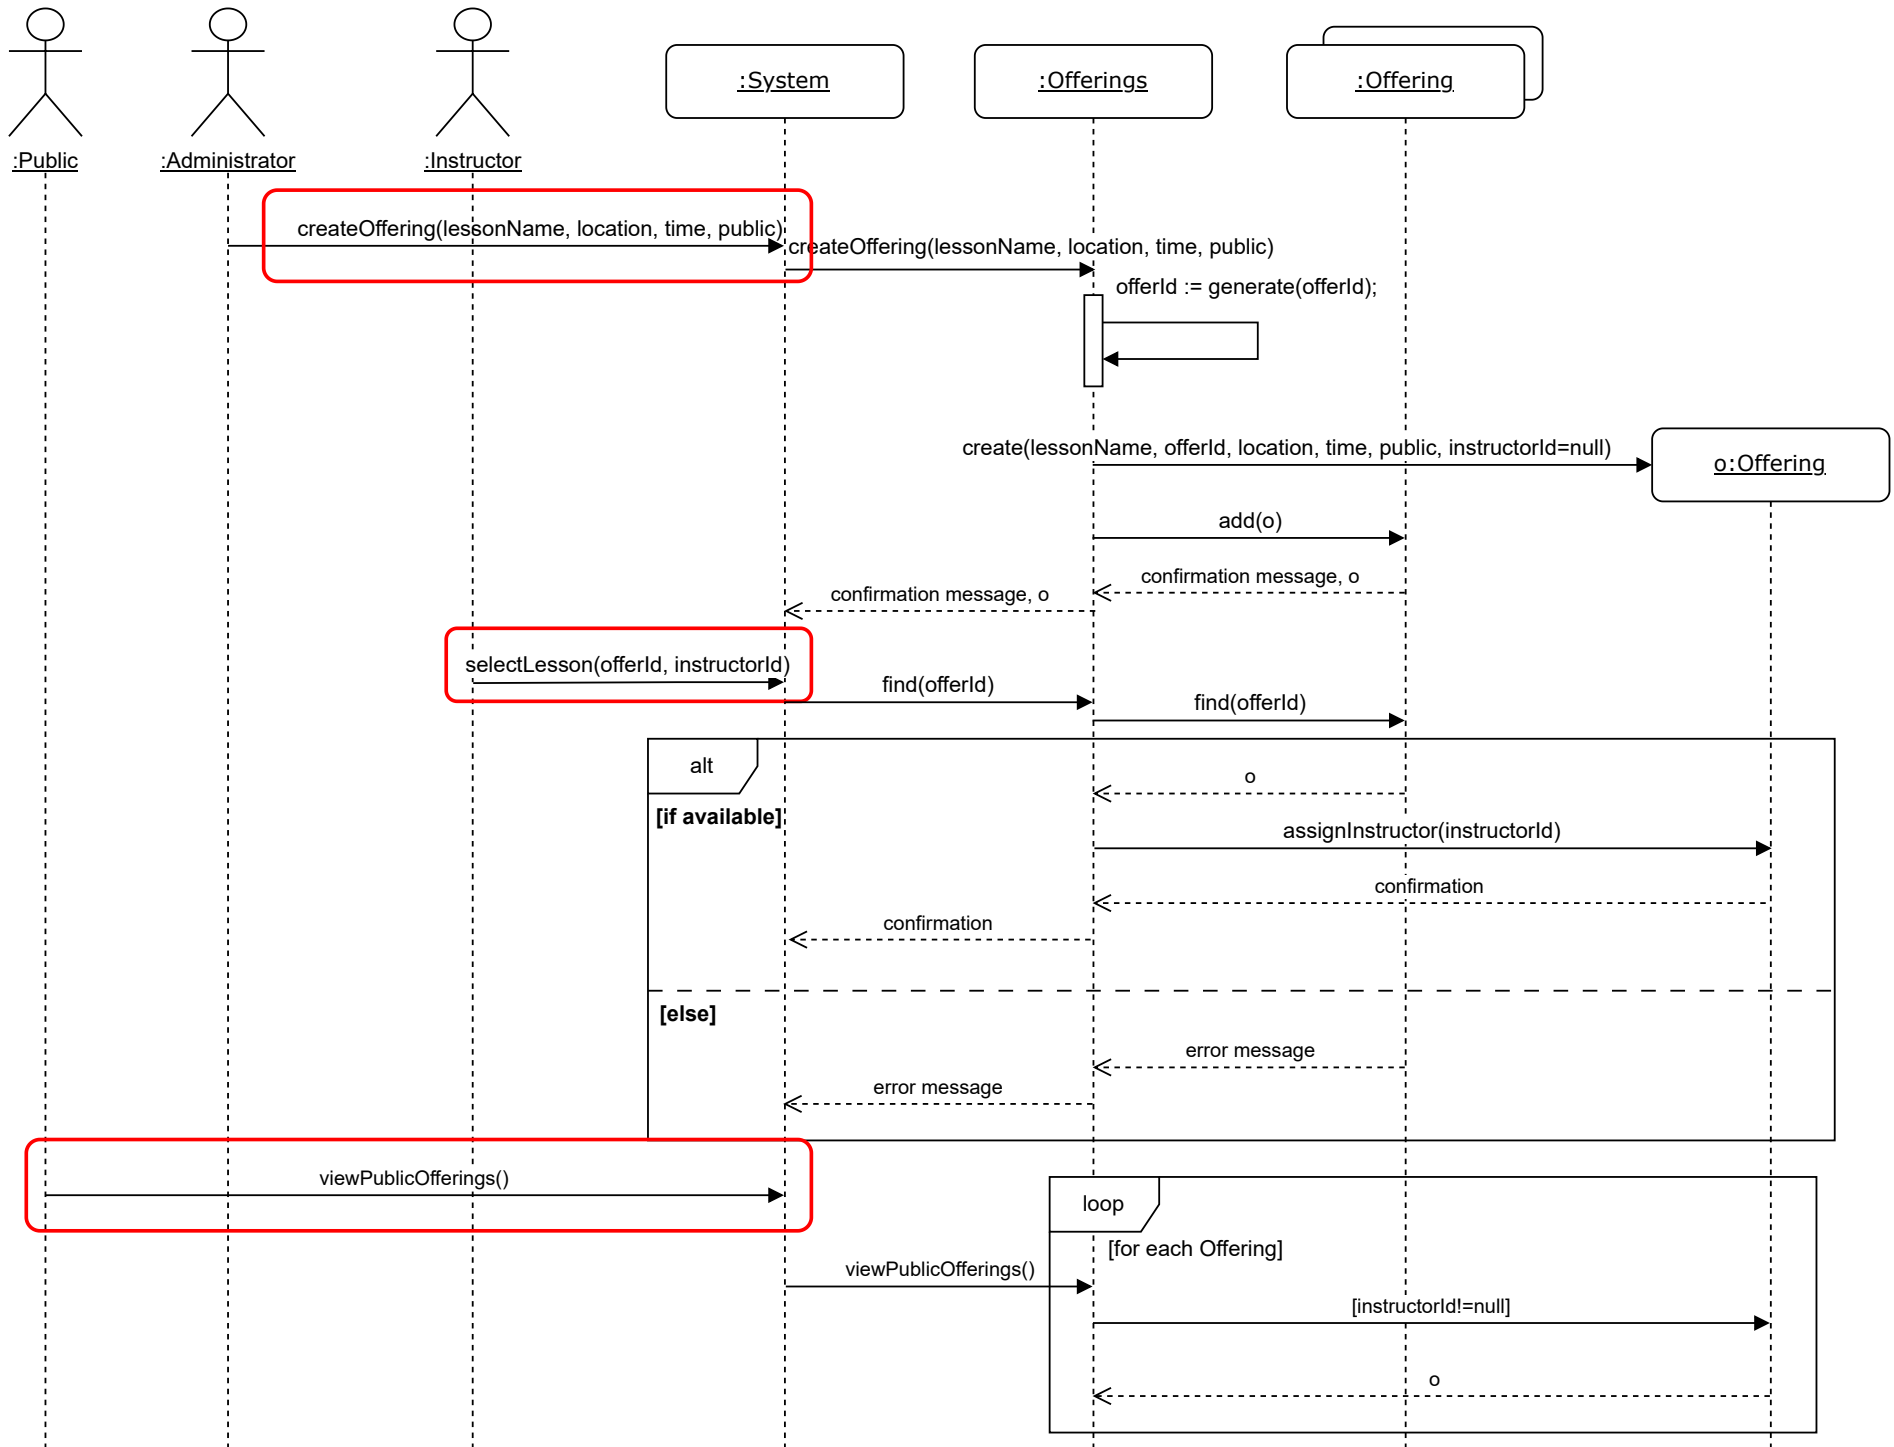 :System
:Offerings
:Offering
:Public
:Administrator
:Instructor
createOffering(lessonName, location, time, public)
createOffering(lessonName, location, time, public)
offerId := generate(offerId);
create(lessonName, offerId, location, time, public, instructorId=null)
o:Offering
add(o)
confirmation message, o
confirmation message, o
selectLesson(offerId, instructorId)
find(offerId)
find(offerId)
alt
o
[if available]
assignInstructor(instructorId)
confirmation
confirmation
[else]
error message
error message
viewPublicOfferings()
loop
[for each Offering]
viewPublicOfferings()
[instructorId!=null]
o